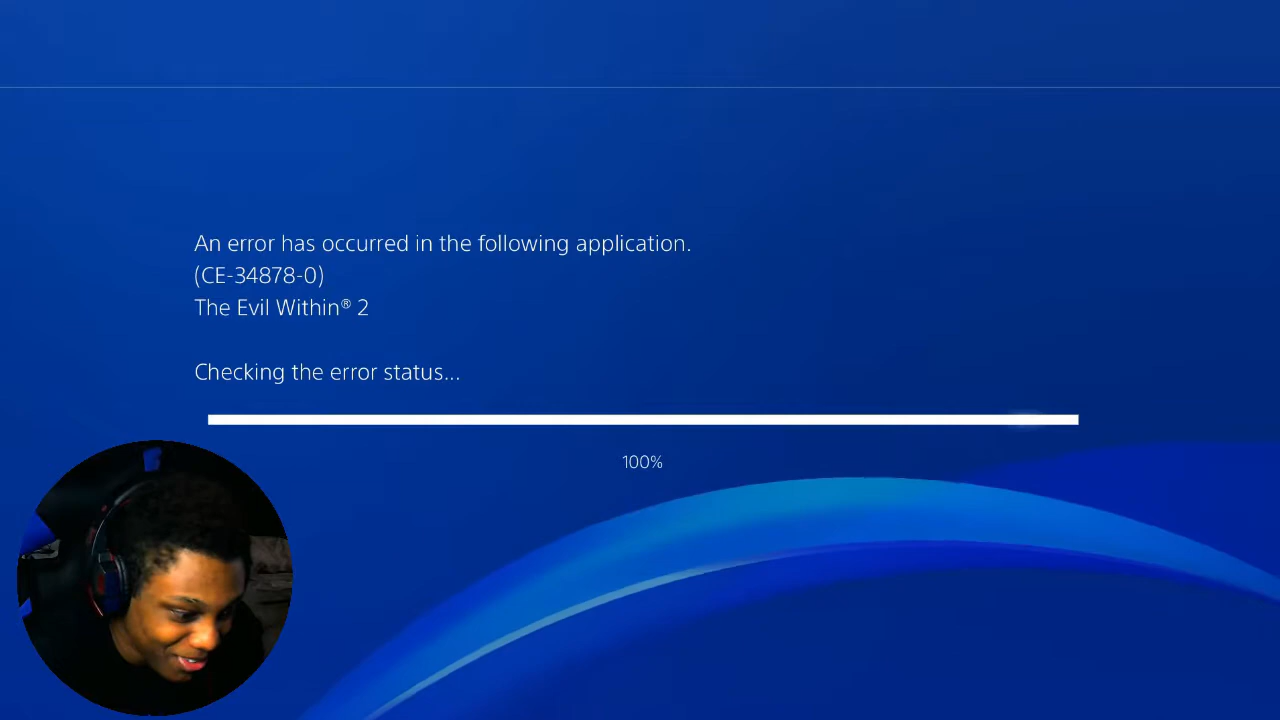 An error has occurred in the following application.
(CE-34878-0)
The Evil Within® 2
Checking the error status...
100%